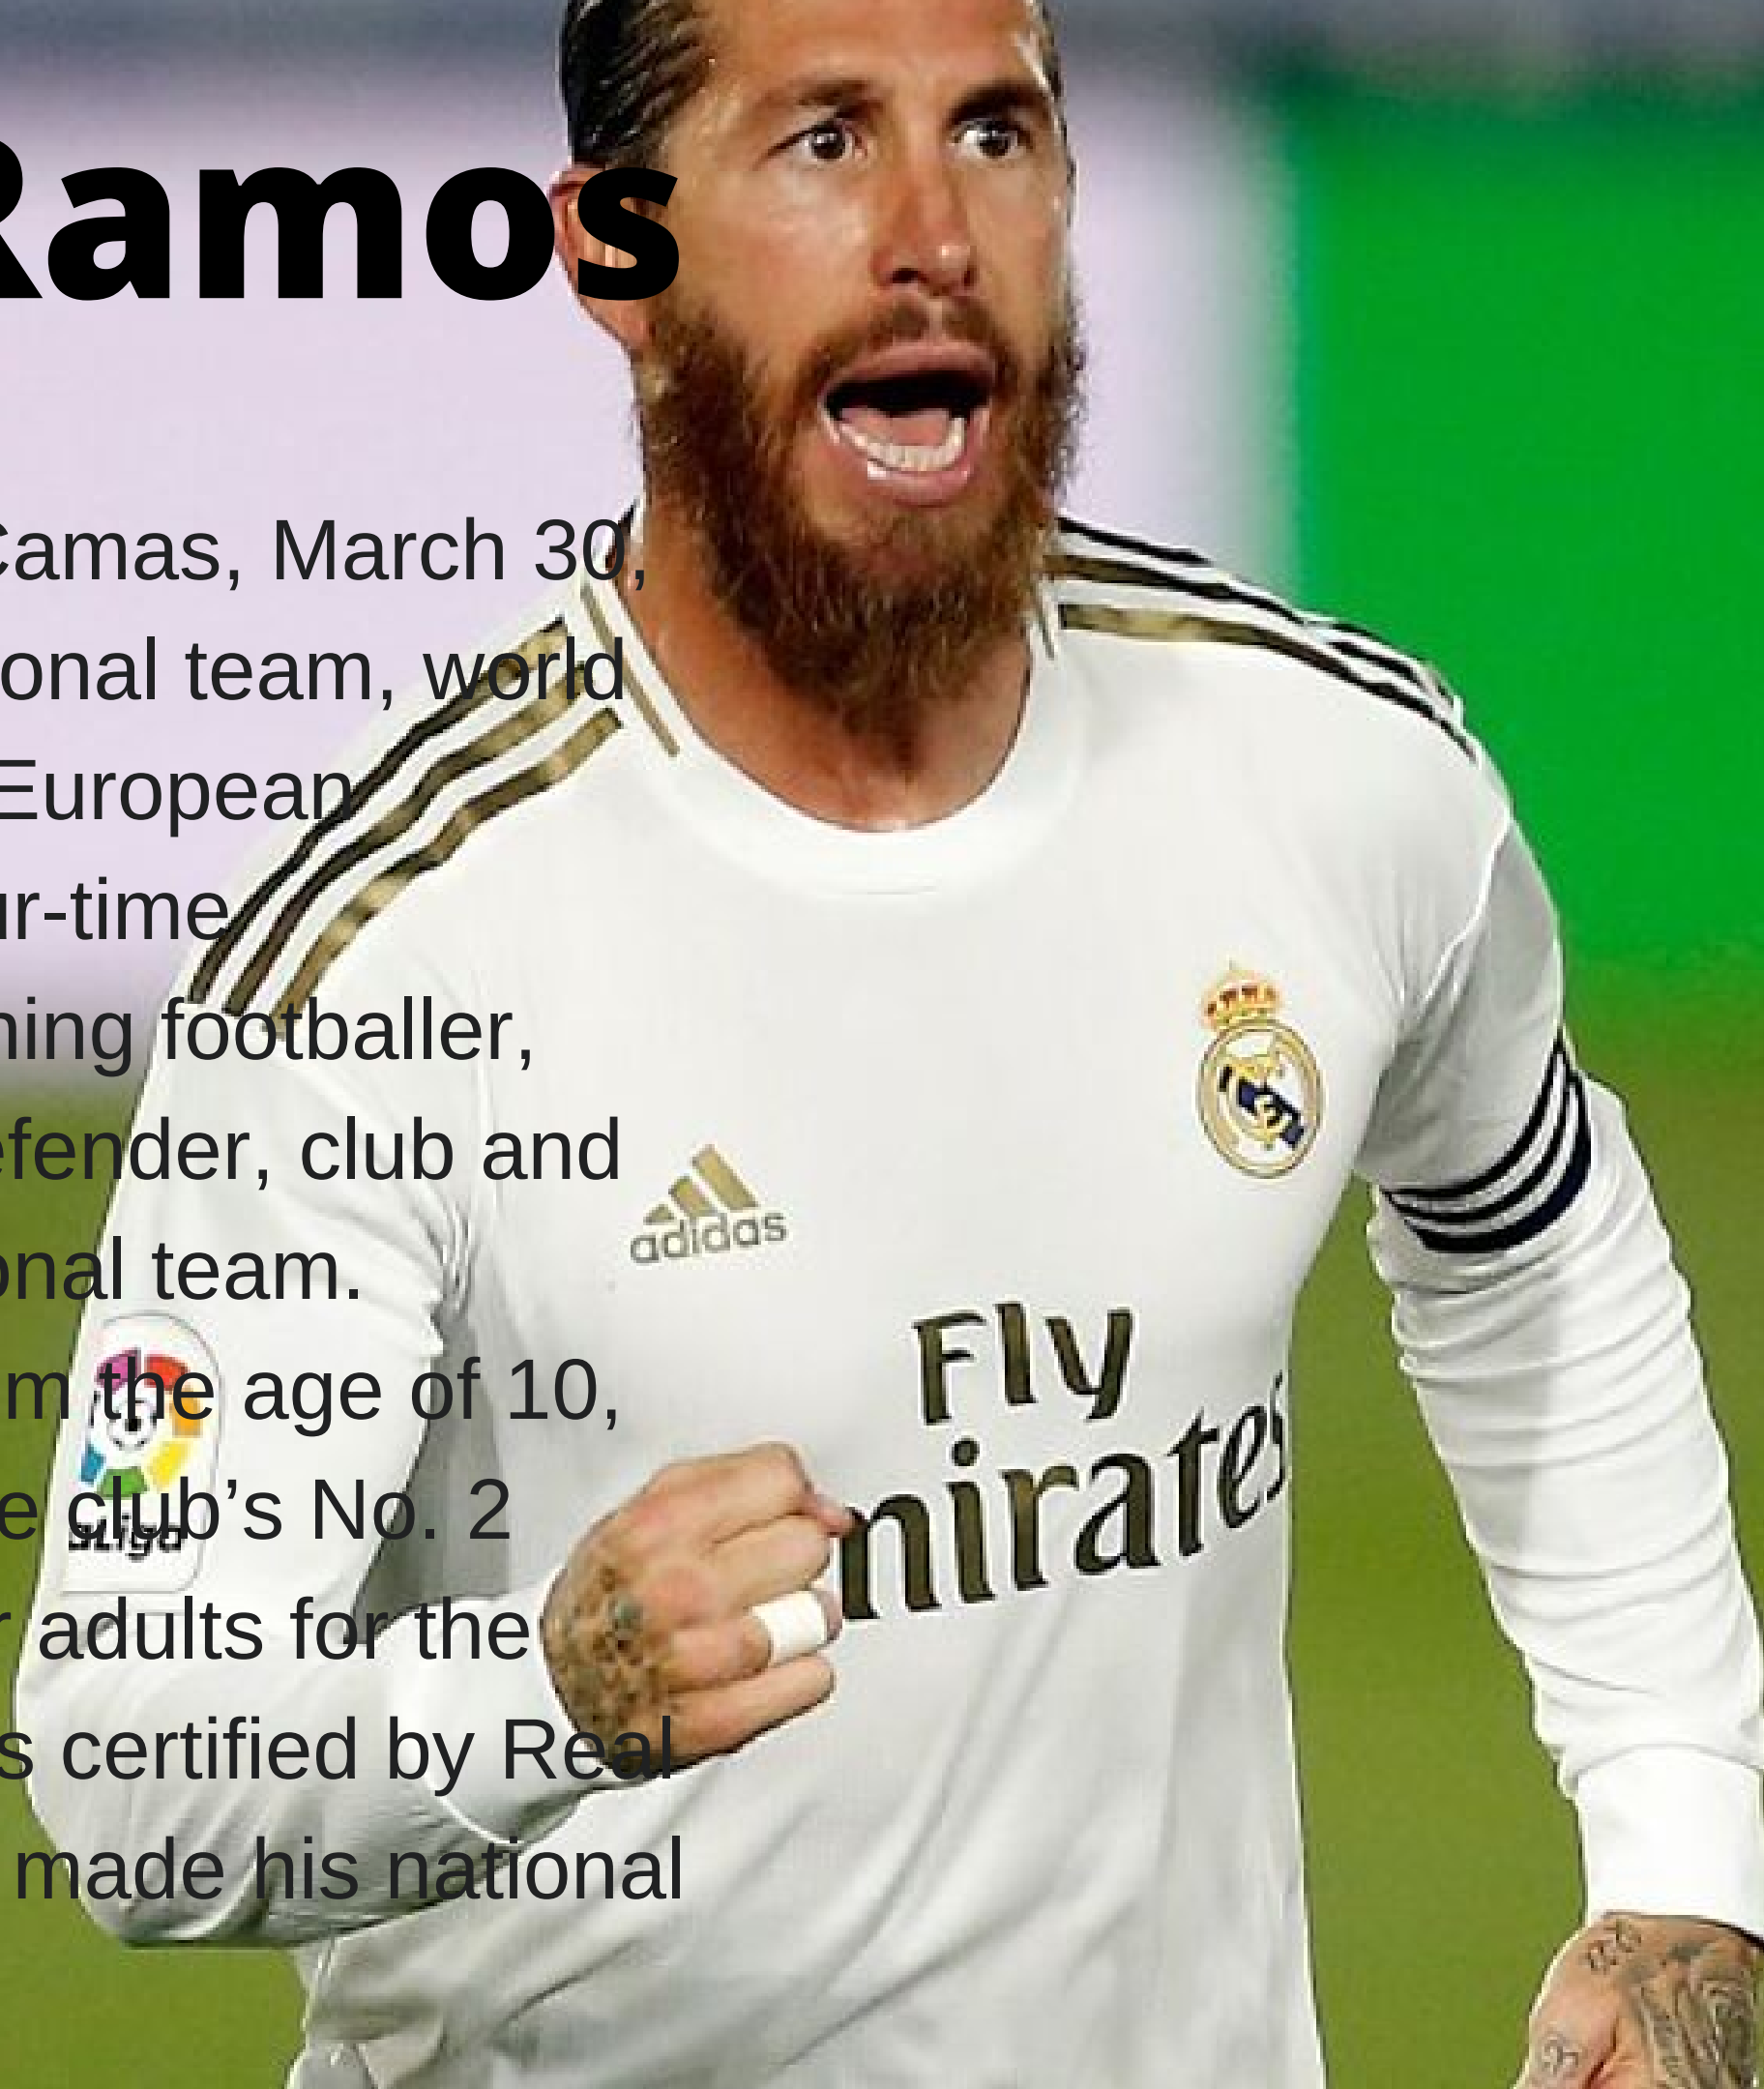 Ramos
Camas, March 30,
onal team, world
European
ur-time
ning footballer,
efender, club and
onal team.
m the age of 10,
e club’s No. 2
r adults for the
s certified by Real
made his national
adidas
Fly
mirates
aLiga